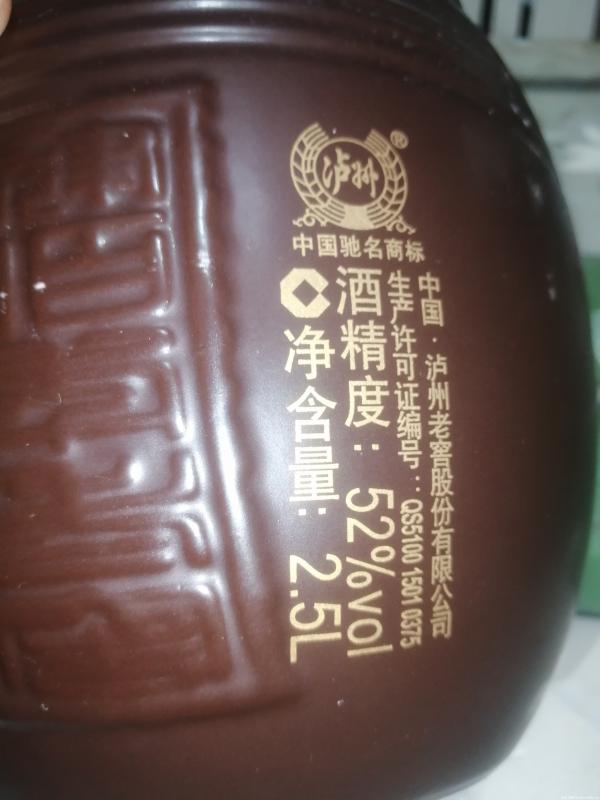 泸州
®
中国驰名商标
中国·泸州老窖股份有限公司
生产许可证编号：QS5100 1501 0375
酒精度：52%vol
净含量：2.5L